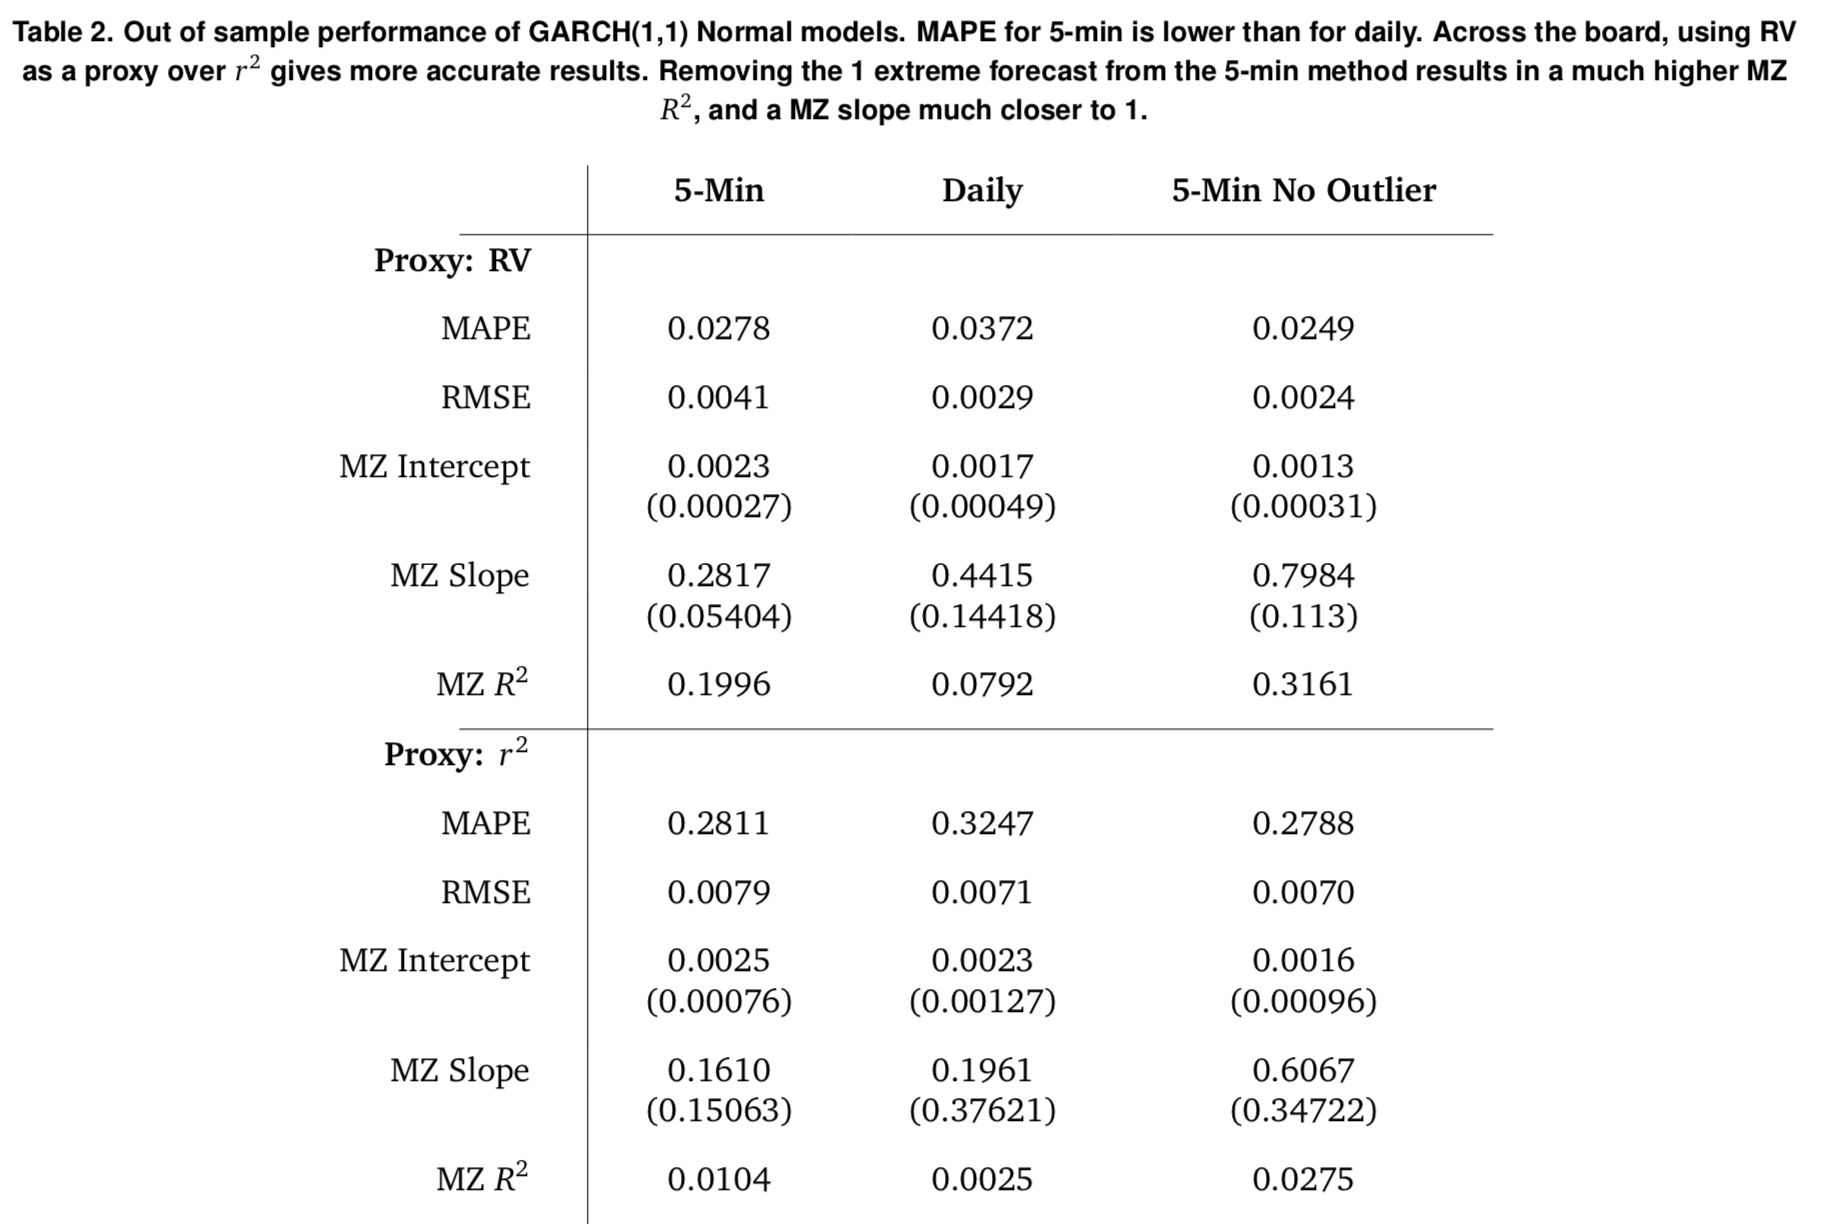 Table 2. Out of sample performance of GARCH(1,1) Normal models. MAPE for 5-min is lower than for daily. Across the board, using RV
as a proxy over r² gives more accurate results. Removing the 1 extreme forecast from the 5-min method results in a much higher MZ
R², and a MZ slope much closer to 1.
5-Min Daily 5-Min No Outlier
Proxy: RV
MAPE 0.0278 0.0372 0.0249
RMSE 0.0041 0.0029 0.0024
MZ Intercept 0.0023 0.0017 0.0013
(0.00027) (0.00049) (0.00031)
MZ Slope 0.2817 0.4415 0.7984
(0.05404) (0.14418) (0.113)
MZ R² 0.1996 0.0792 0.3161
Proxy: r²
MAPE 0.2811 0.3247 0.2788
RMSE 0.0079 0.0071 0.0070
MZ Intercept 0.0025 0.0023 0.0016
(0.00076) (0.00127) (0.00096)
MZ Slope 0.1610 0.1961 0.6067
(0.15063) (0.37621) (0.34722)
MZ R² 0.0104 0.0025 0.0275